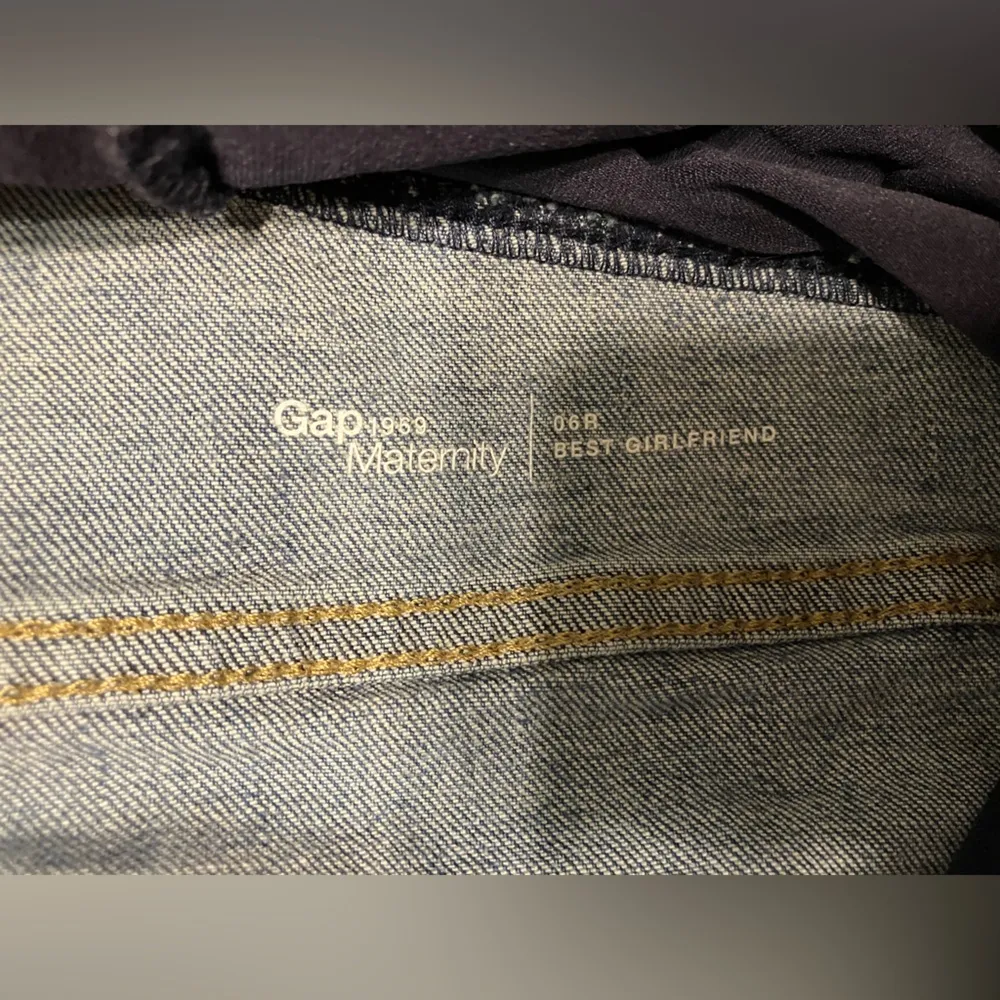 Gap 1969
Maternity
06R
BEST GIRLFRIEND